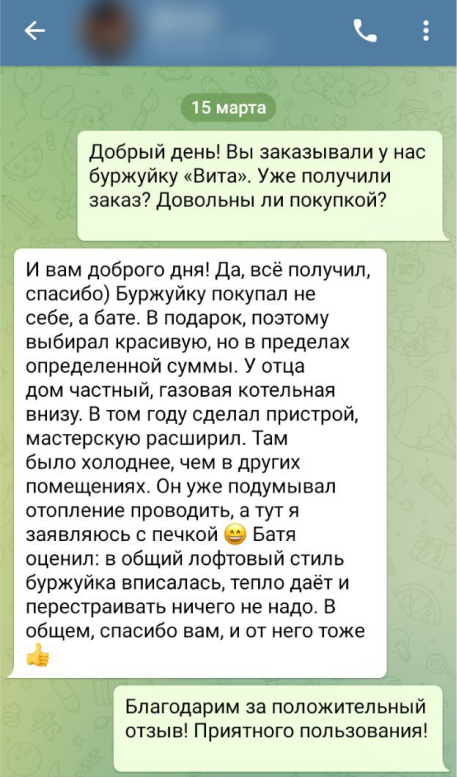 15 марта
Добрый день! Вы заказывали у нас
буржуйку «Вита». Уже получили
заказ? Довольны ли покупкой?
И вам доброго дня! Да, всё получил,
спасибо) Буржуйку покупал не
себе, а бате. В подарок, поэтому
выбирал красивую, но в пределах
определенной суммы. У отца
дом частный, газовая котельная
внизу. В том году сделал пристрой,
мастерскую расширил. Там
было холоднее, чем в других
помещениях. Он уже подумывал
отопление проводить, а тут я
заявляюсь с печкой 😄 Батя
оценил: в общий лофтовый стиль
буржуйка вписалась, тепло даёт и
перестраивать ничего не надо. В
общем, спасибо вам, и от него тоже
👍
Благодарим за положительный
отзыв! Приятного пользования!